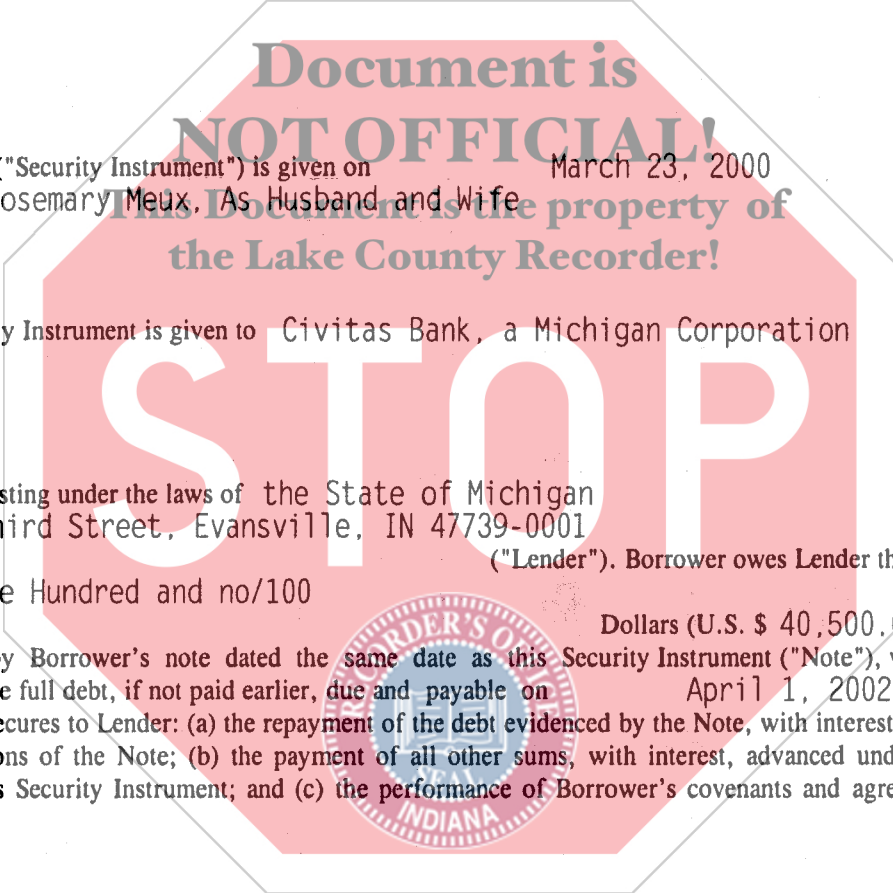 Document is
NOT OFFICIAL!
("Security Instrument") is given on March 23, 2000
osemary Meux, As Husband and Wife
This Document is the property of
the Lake County Recorder!
y Instrument is given to Civitas Bank, a Michigan Corporation
STOP
sting under the laws of the State of Michigan
hird Street, Evansville, IN 47739-0001
("Lender"). Borrower owes Lender th
e Hundred and no/100
Dollars (U.S. $ 40,500.
y Borrower's note dated the same date as this Security Instrument ("Note"),
e full debt, if not paid earlier, due and payable on April 1, 2002
ecures to Lender: (a) the repayment of the debt evidenced by the Note, with interest
ons of the Note; (b) the payment of all other sums, with interest, advanced und
s Security Instrument; and (c) the performance of Borrower's covenants and agre
RECORDER'S OFFICE
SEAL
INDIANA